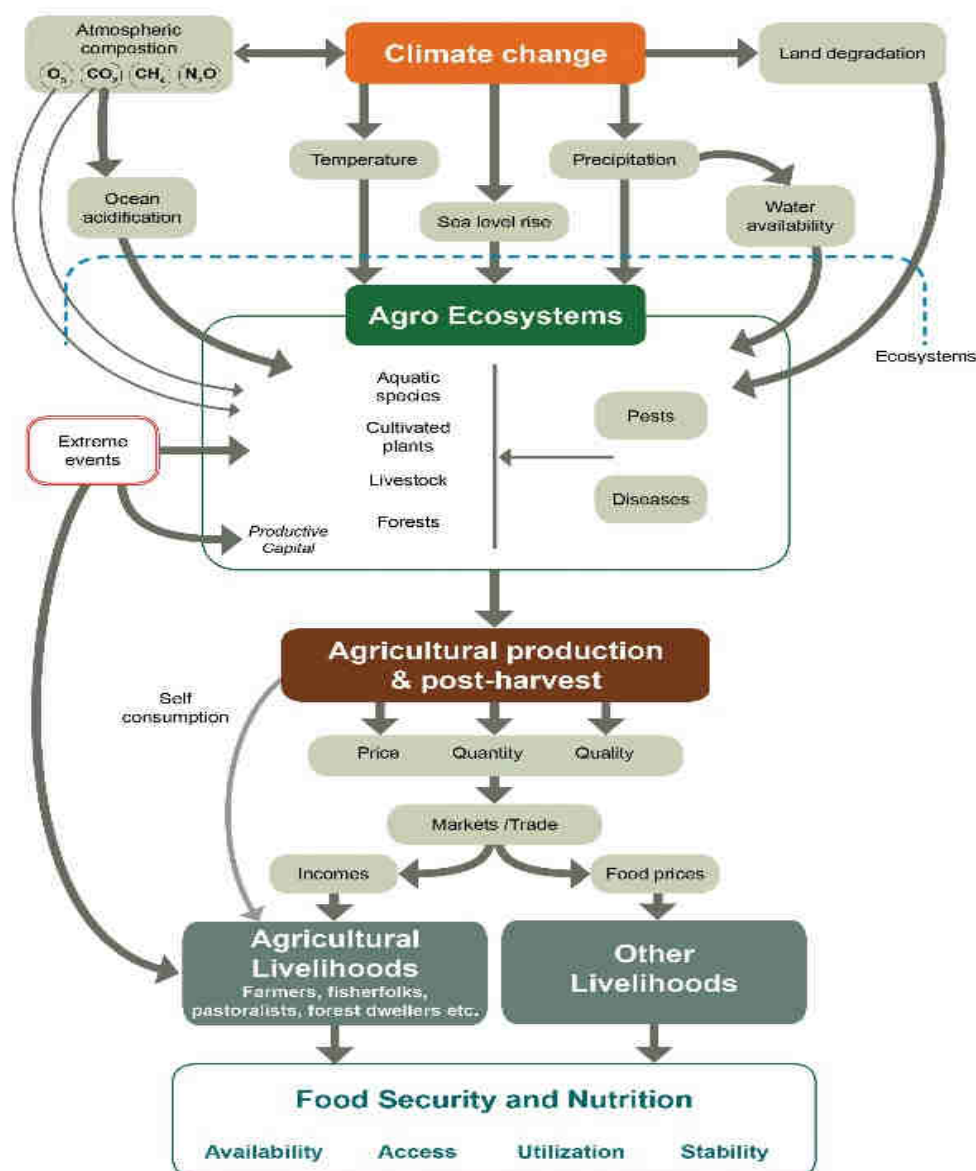 Atmospheric
compostion
O₃ CO₂ CH₄ N₂O
Climate change
Land degradation
Temperature
Precipitation
Ocean
acidification
Sea level rise
Water
availability
Agro Ecosystems
Ecosystems
Aquatic
species
Cultivated
plants
Livestock
Forests
Pests
Diseases
Extreme
events
Productive
Capital
Agricultural production
& post-harvest
Self
consumption
Price Quantity Quality
Markets /Trade
Incomes
Food prices
Agricultural
Livelihoods
Farmers, fisherfolks,
pastoralists, forest dwellers etc.
Other
Livelihoods
Food Security and Nutrition
Availability Access Utilization Stability